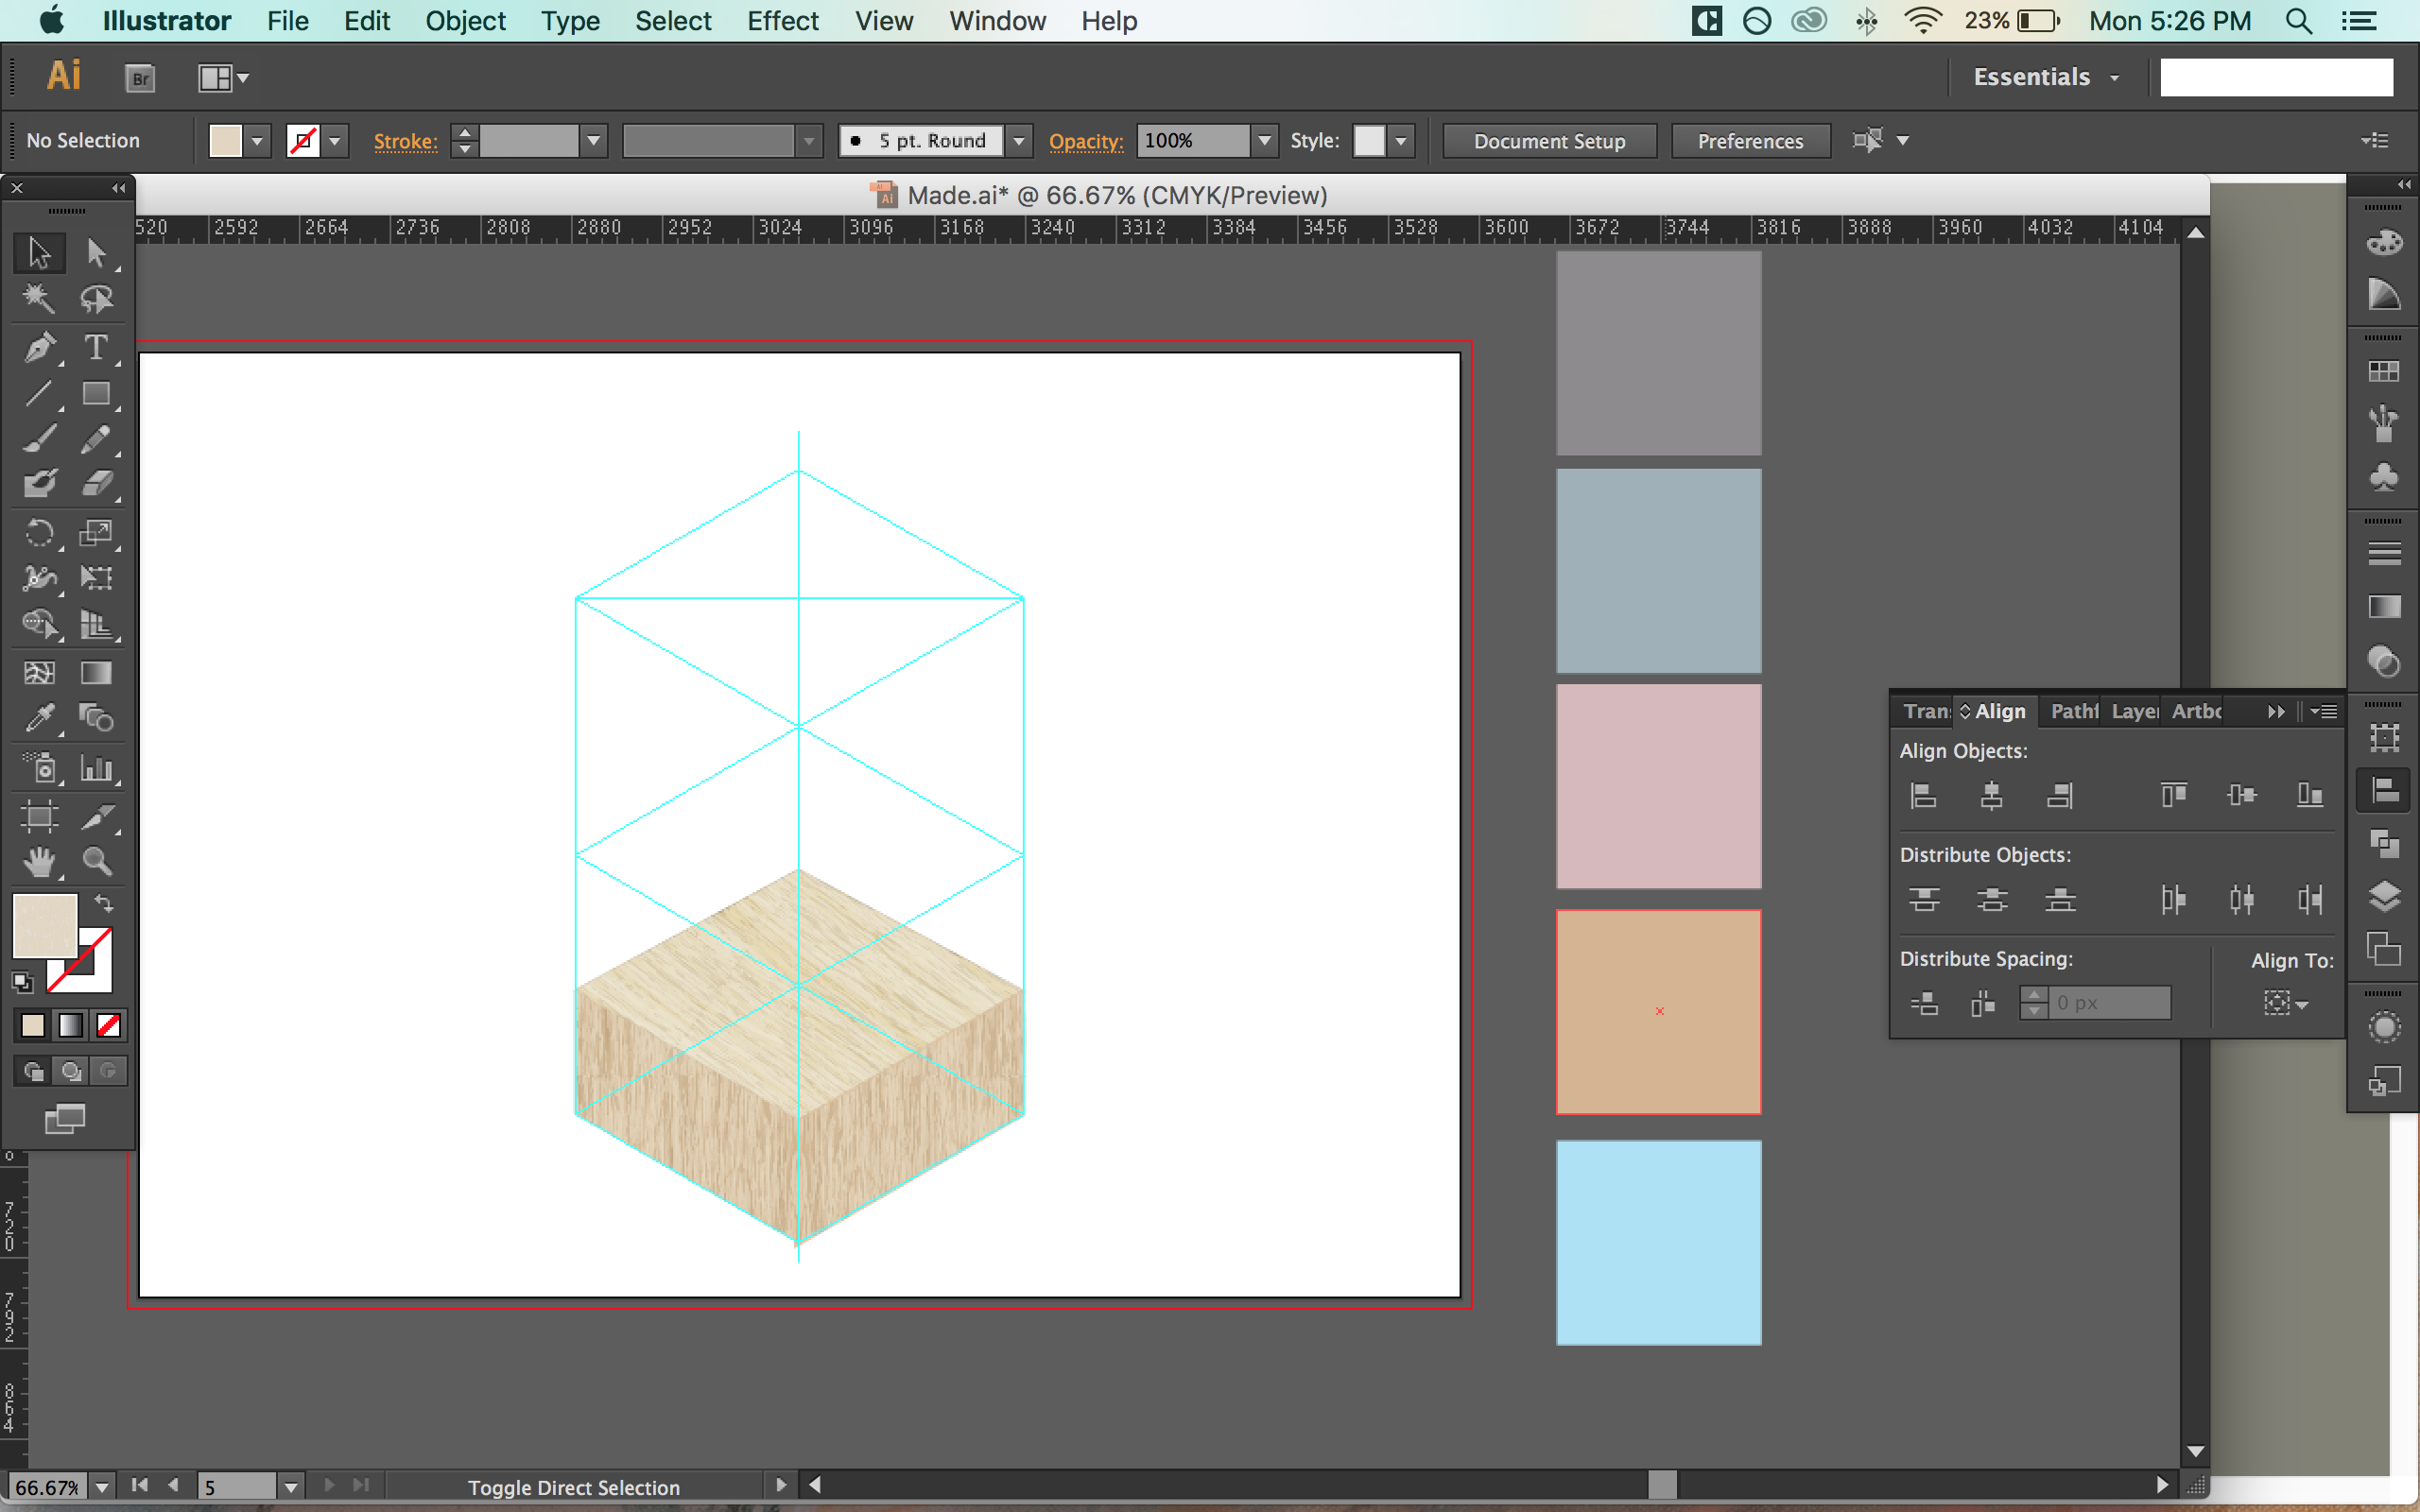 Illustrator File Edit Object Type Select Effect View Window Help 23% Mon 5:26 PM
Ai Br Essentials
No Selection Stroke: 5 pt. Round Opacity: 100% Style: Document Setup Preferences
Made.ai* @ 66.67% (CMYK/Preview)
520 2592 2664 2736 2808 2880 2952 3024 3096 3168 3240 3312 3384 3456 3528 3600 3672 3744 3816 3888 3960 4032 4104
T
Tran Align Pathf Laye Artbo
Align Objects:
Distribute Objects:
Distribute Spacing: Align To:
0 px
720
792
864
66.67% 5 Toggle Direct Selection